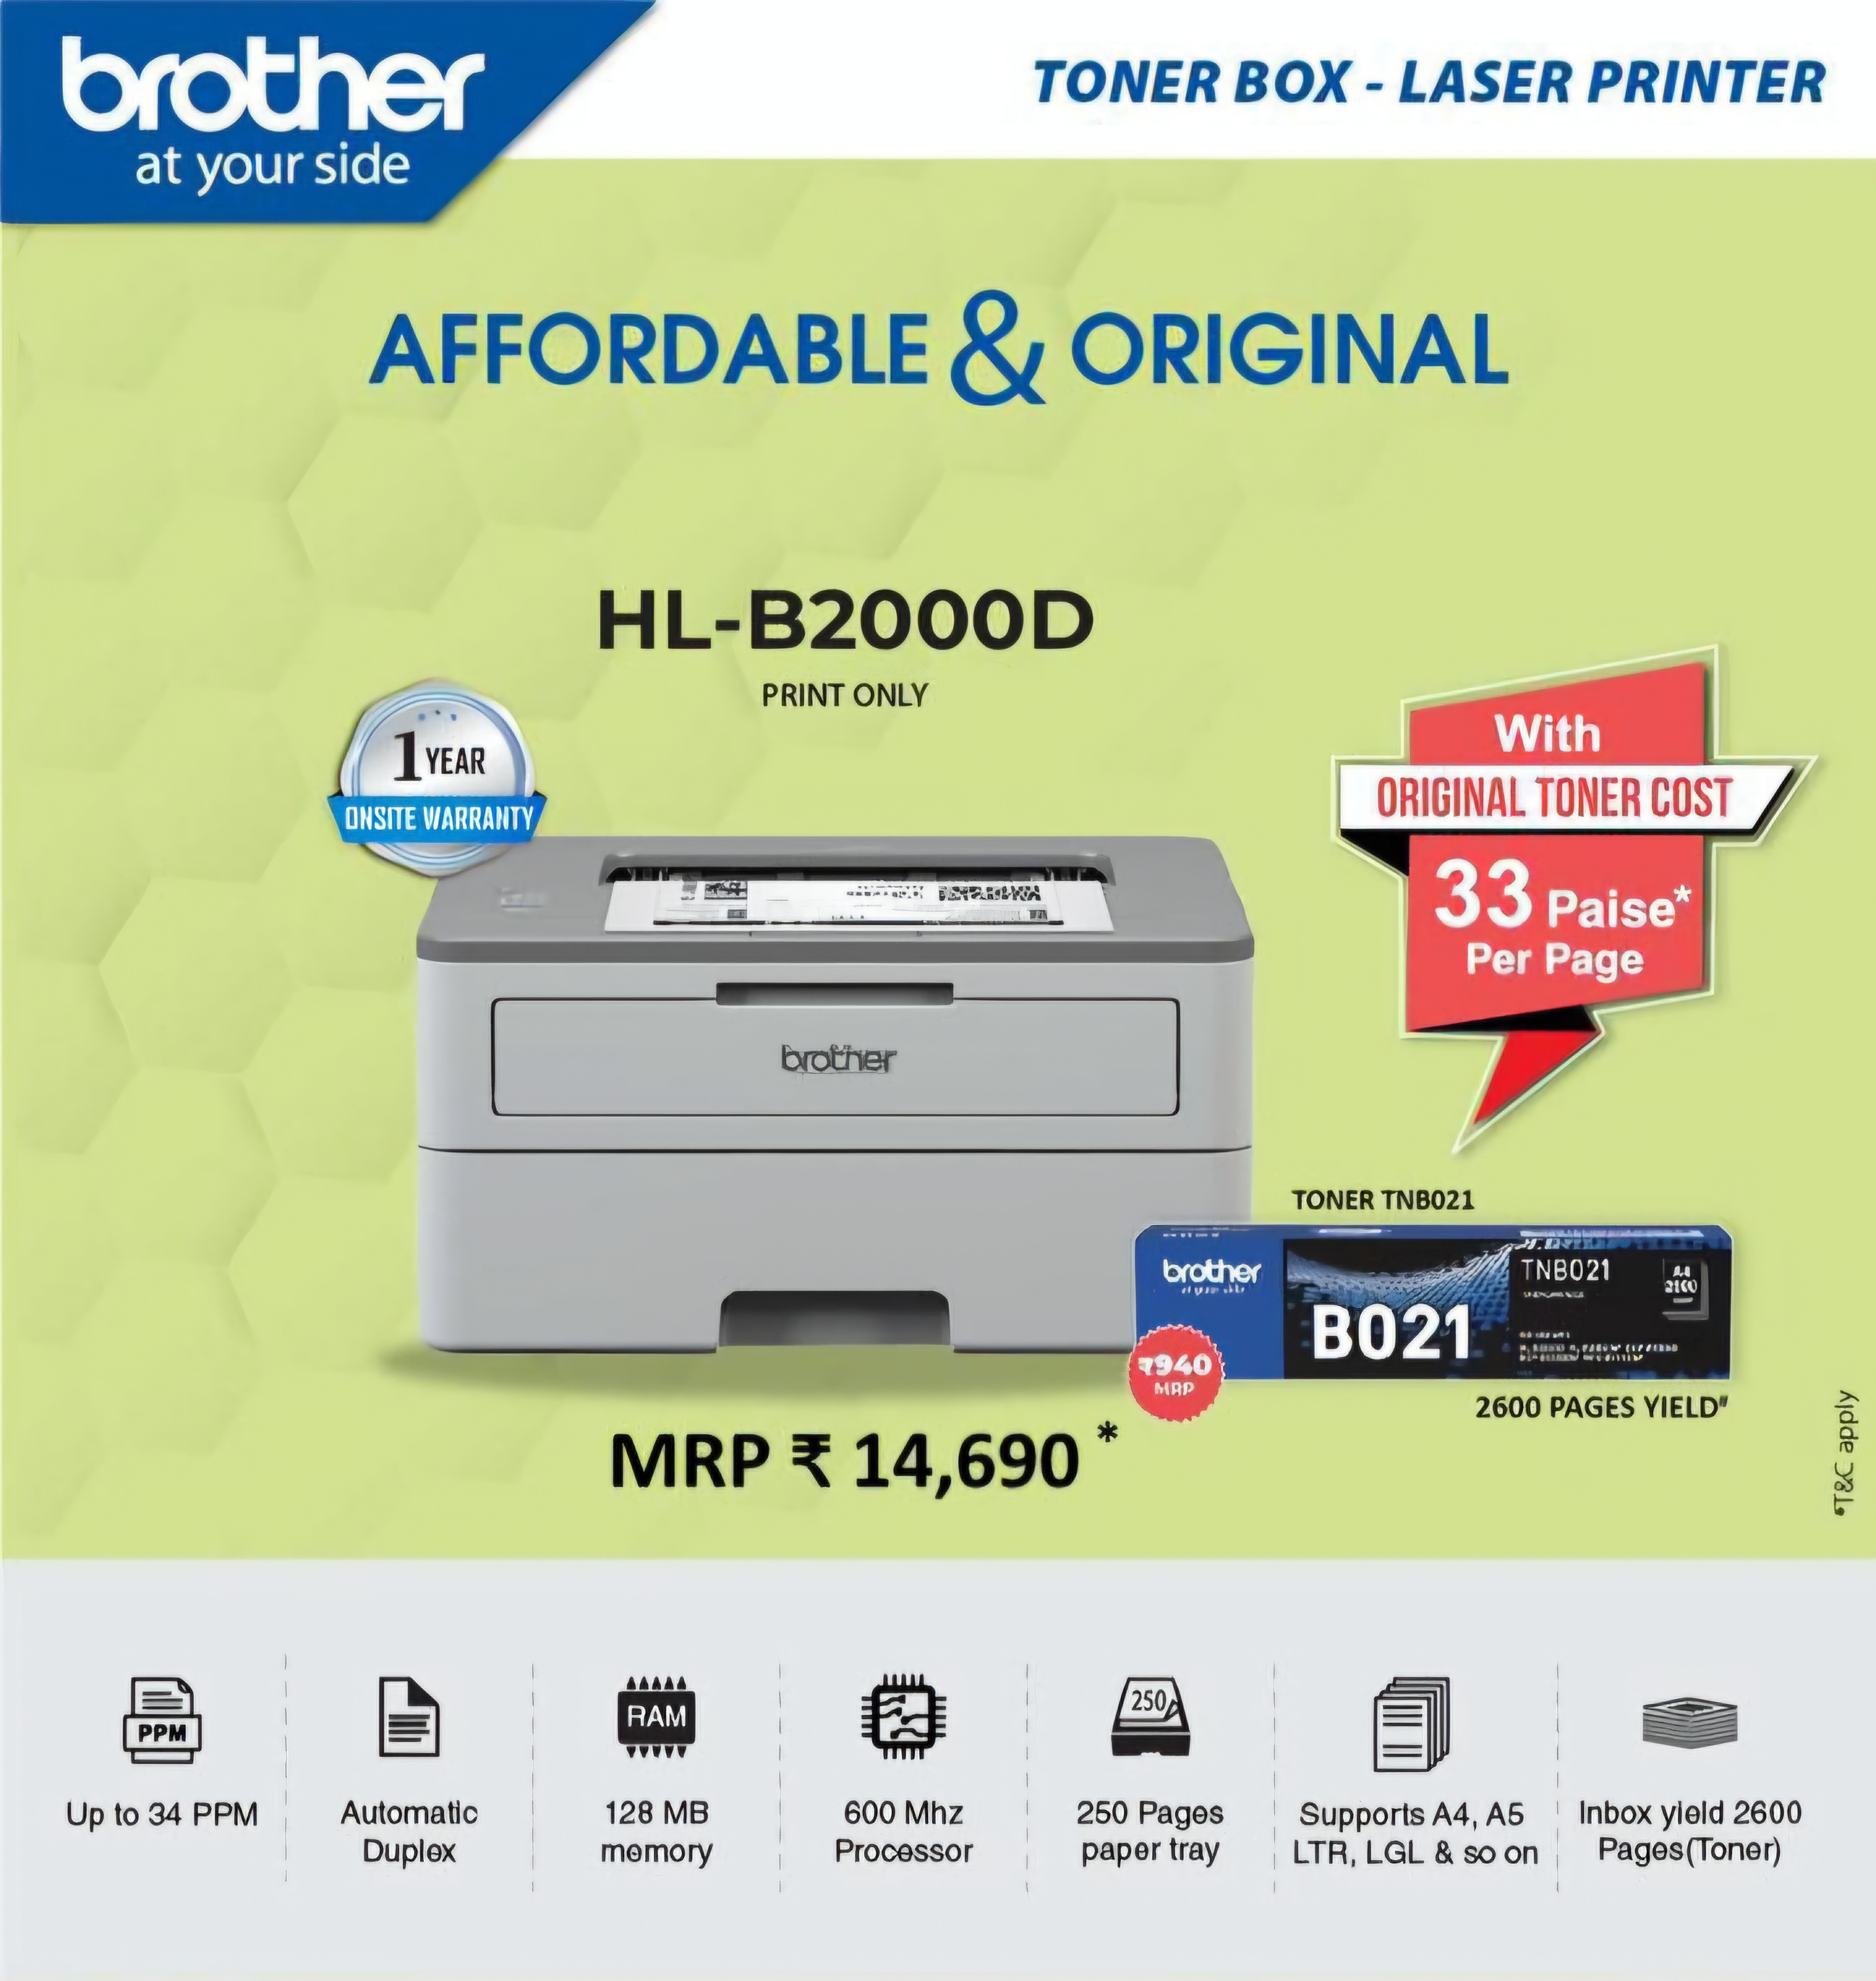 brother
at your side
TONER BOX - LASER PRINTER
AFFORDABLE & ORIGINAL
HL-B2000D
PRINT ONLY
1 YEAR
ONSITE WARRANTY
With
ORIGINAL TONER COST
33 Paise*
Per Page
brother
TONER TNB021
brother
TNB021
B021
₹940
MRP
2600 PAGES YIELD#
MRP ₹ 14,690*
*T&C apply
PPM
Up to 34 PPM
Automatic
Duplex
RAM
128 MB
memory
600 Mhz
Processor
250
250 Pages
paper tray
Supports A4, A5
LTR, LGL & so on
Inbox yield 2600
Pages(Toner)